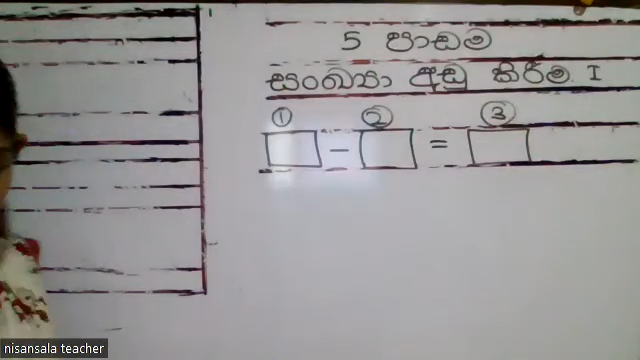 5 පාඩම
සංඛ්‍යා අඩු කිරීම I
① ② ③
□ - □ = □
nisansala teacher